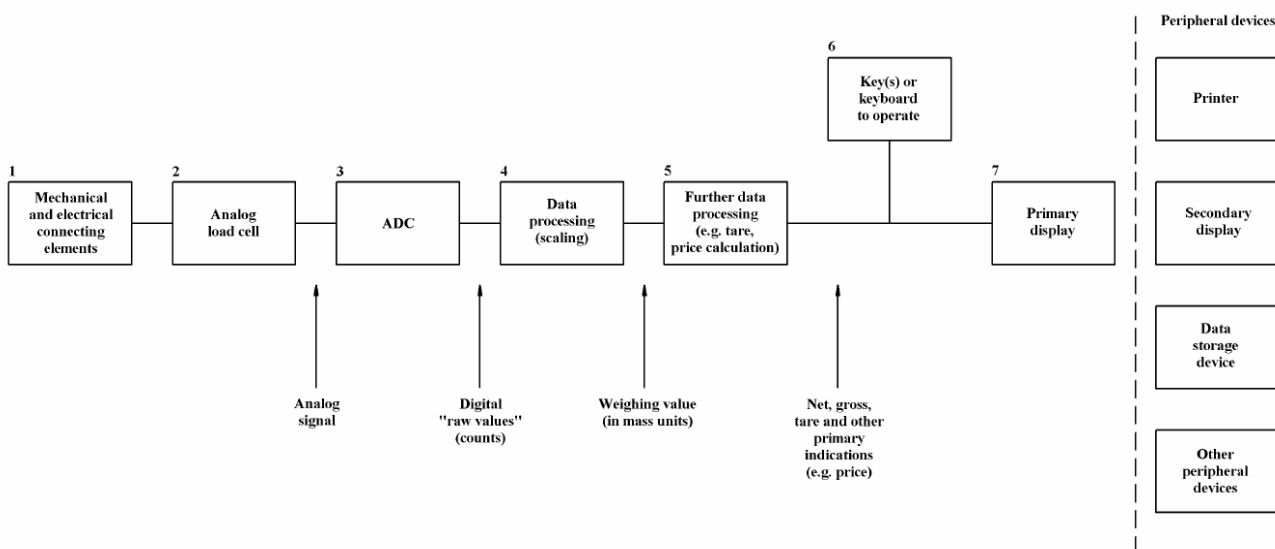 Peripheral devices
6
Key(s) or
keyboard
to operate
Printer
1
Mechanical
and electrical
connecting
elements
2
Analog
load cell
3
ADC
4
Data
processing
(scaling)
5
Further data
processing
(e.g. tare,
price calculation)
7
Primary
display
Secondary
display
Data
storage
device
Analog
signal
Digital
"raw values"
(counts)
Weighing value
(in mass units)
Net, gross,
tare and other
primary
indications
(e.g. price)
Other
peripheral
devices